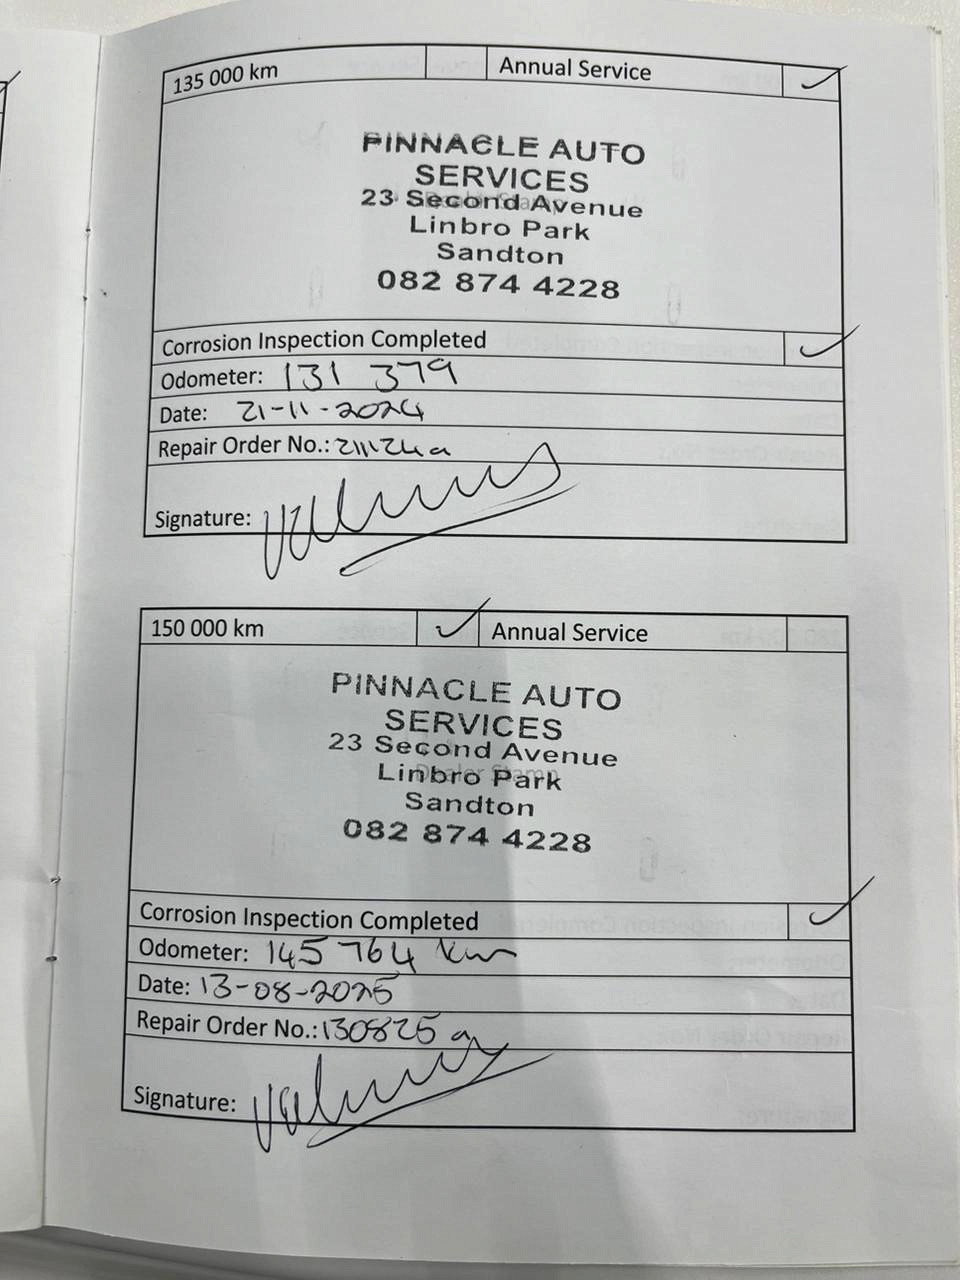 135 000 km Annual Service ✓
PINNACLE AUTO
SERVICES
23 Second Avenue
Linbro Park
Sandton
082 874 4228
Corrosion Inspection Completed ✓
Odometer: 131 379
Date: 21-11-2024
Repair Order No.: 211124a
Signature:
150 000 km ✓ Annual Service
PINNACLE AUTO
SERVICES
23 Second Avenue
Dealer Stamp
Linbro Park
Sandton
082 874 4228
Corrosion Inspection Completed ✓
Odometer: 145 764 km
Date: 13-08-2025
Repair Order No.: 130825 a
Signature: